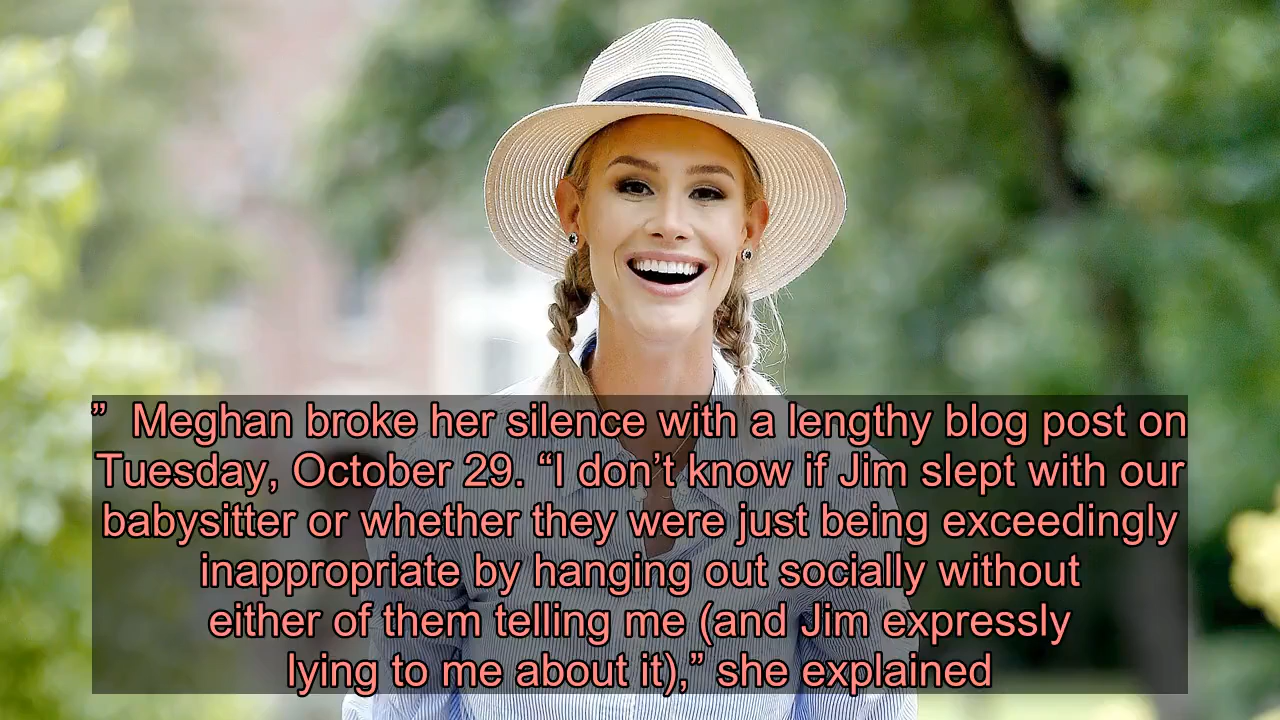 ” Meghan broke her silence with a lengthy blog post on
Tuesday, October 29. “I don’t know if Jim slept with our
babysitter or whether they were just being exceedingly
inappropriate by hanging out socially without
either of them telling me (and Jim expressly
lying to me about it),” she explained